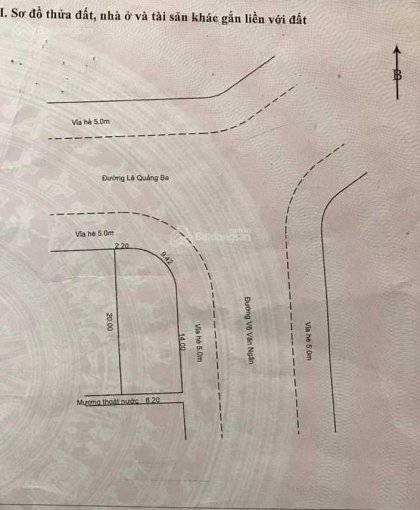 I. Sơ đồ thửa đất, nhà ở và tài sản khác gắn liền với đất
B
Vỉa hè 5.0m
Đường Lê Quảng Ba
Vỉa hè 5.0m
2.20
9.42
Batdongsan
20.00
14.00
Vỉa hè 5.0m
Đường Võ Văn Ngân
Vỉa hè 5.0m
Mương thoát nước
8.20